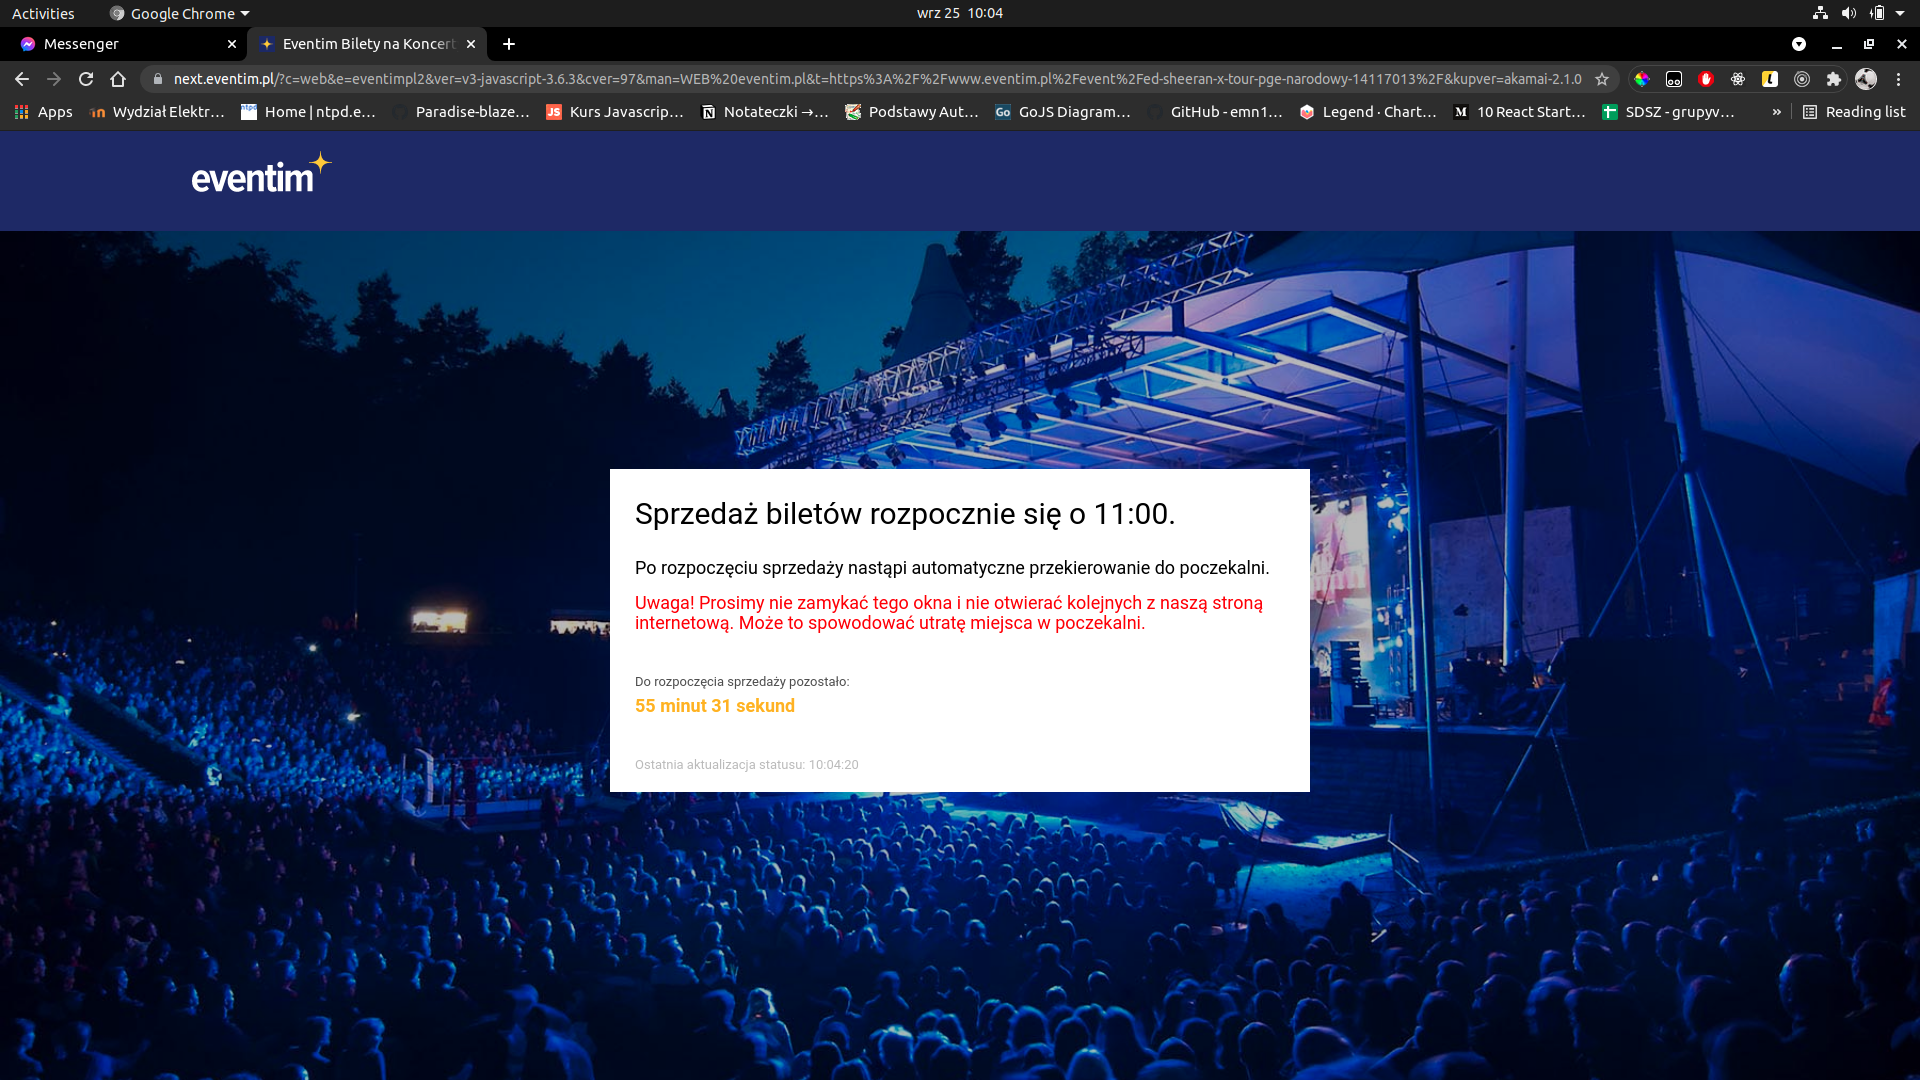 Activities
Google Chrome
wrz 25 10:04
Messenger
Eventim Bilety na Koncert
next.eventim.pl/?c=web&e=eventimpl2&ver=v3-javascript-3.6.3&cver=97&man=WEB%20eventim.pl&t=https%3A%2F%2Fwww.eventim.pl%2Fevent%2Fed-sheeran-x-tour-pge-narodowy-14117013%2F&kupver=akamai-2.1.0
Apps
Wydział Elektr...
Home | ntpd.e...
Paradise-blaze...
Kurs Javascrip...
Notateczki →...
Podstawy Aut...
GoJS Diagram...
GitHub - emn1...
Legend · Chart...
10 React Start...
SDSZ - grupyv...
»
Reading list
eventim
Sprzedaż biletów rozpocznie się o 11:00.
Po rozpoczęciu sprzedaży nastąpi automatyczne przekierowanie do poczekalni.
Uwaga! Prosimy nie zamykać tego okna i nie otwierać kolejnych z naszą stroną
internetową. Może to spowodować utratę miejsca w poczekalni.
Do rozpoczęcia sprzedaży pozostało:
55 minut 31 sekund
Ostatnia aktualizacja statusu: 10:04:20